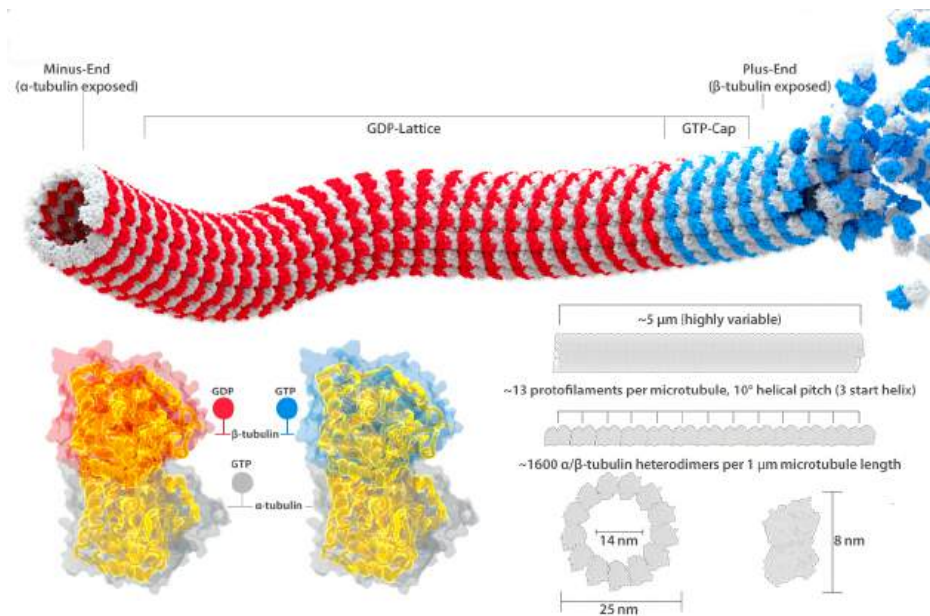 Minus-End
(α-tubulin exposed)
Plus-End
(β-tubulin exposed)
GDP-Lattice
GTP-Cap
~5 µm (highly variable)
~13 protofilaments per microtubule, 10° helical pitch (3 start helix)
~1600 α/β-tubulin heterodimers per 1 µm microtubule length
GDP
GTP
β-tubulin
GTP
α-tubulin
14 nm
25 nm
8 nm